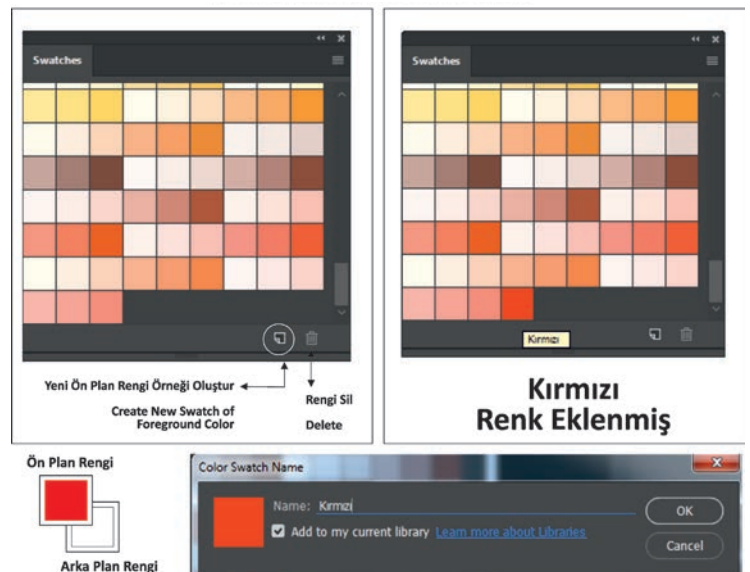 Swatches
Yeni Ön Plan Rengi Örneği Oluştur
Create New Swatch of
Foreground Color
Rengi Sil
Delete
Swatches
Kırmızı
Kırmızı
Renk Eklenmiş
Ön Plan Rengi
Arka Plan Rengi
Color Swatch Name
Name: Kırmızı
Add to my current library Learn more about Libraries
OK
Cancel